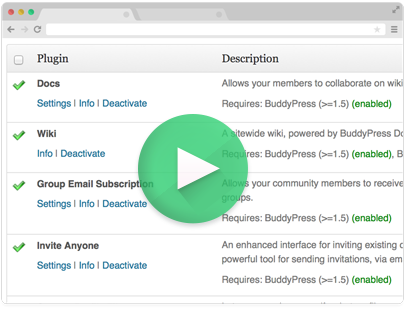 Plugin Description
Docs Allows your members to collaborate on wiki
Settings | Info | Deactivate Requires: BuddyPress (>=1.5) (enabled)
Wiki A sitewide wiki, powered by BuddyPress Do
Info | Deactivate Requires: BuddyPress (>=1.5) (enabled), B
Group Email Subscription Allows your community members to receive
Settings | Info | Deactivate groups.
Requires: BuddyPress (>=1.5) (enabled)
Invite Anyone An enhanced interface for inviting existing
Settings | Info | Deactivate powerful tool for sending invitations, via em
Requires: BuddyPress (>=1.5) (enabled)